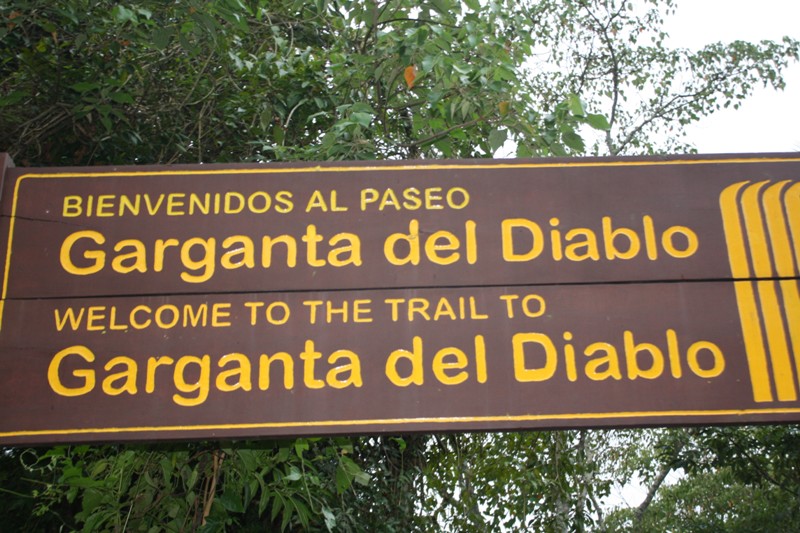 BIENVENIDOS AL PASEO
Garganta del Diablo
WELCOME TO THE TRAIL TO
Garganta del Diablo